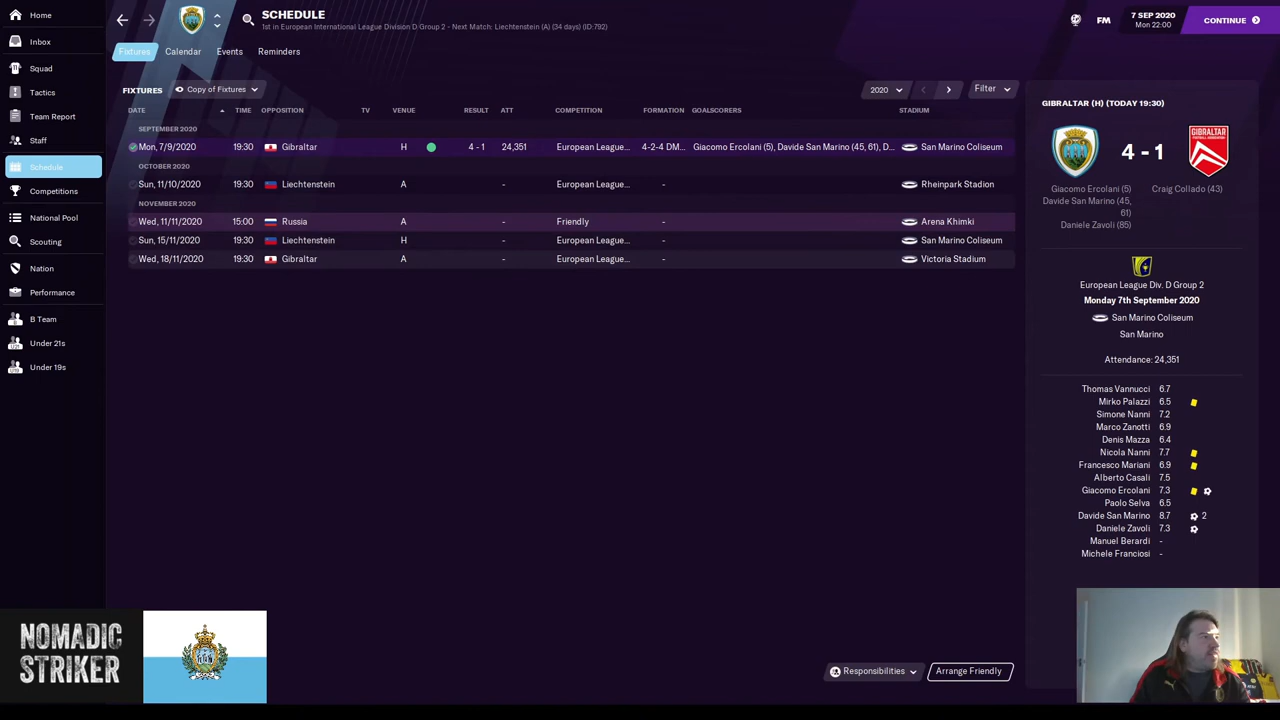 Home
Inbox
Squad
Tactics
Team Report
Staff
Schedule
Competitions
National Pool
Scouting
Nation
Performance
B Team
Under 21s
Under 19s
SCHEDULE
1st in European International League Division D Group 2 - Next Match: Liechtenstein (A) (34 days) (ID:792)
FM
7 SEP 2020
Mon 22:00
CONTINUE
Fixtures Calendar Events Reminders
FIXTURES Copy of Fixtures 2020 Filter
DATE TIME OPPOSITION TV VENUE RESULT ATT COMPETITION FORMATION GOALSCORERS STADIUM
SEPTEMBER 2020
Mon, 7/9/2020 19:30 Gibraltar H 4 - 1 24,351 European League... 4-2-4 DM... Giacomo Ercolani (5), Davide San Marino (45, 61), D... San Marino Coliseum
OCTOBER 2020
Sun, 11/10/2020 19:30 Liechtenstein A - European League... - Rheinpark Stadion
NOVEMBER 2020
Wed, 11/11/2020 15:00 Russia A - Friendly - Arena Khimki
Sun, 15/11/2020 19:30 Liechtenstein H - European League... - San Marino Coliseum
Wed, 18/11/2020 19:30 Gibraltar A - European League... - Victoria Stadium
GIBRALTAR (H) (TODAY 19:30)
GIBRALTAR
4 - 1
Giacomo Ercolani (5)
Davide San Marino (45,
61)
Daniele Zavoli (85)
Craig Collado (43)
European League Div. D Group 2
Monday 7th September 2020
San Marino Coliseum
San Marino
Attendance: 24,351
Thomas Vannucci 6.7
Mirko Palazzi 6.5
Simone Nanni 7.2
Marco Zanotti 6.9
Denis Mazza 6.4
Nicola Nanni 7.7
Francesco Mariani 6.9
Alberto Casali 7.5
Giacomo Ercolani 7.3
Paolo Selva 6.5
Davide San Marino 8.7 2
Daniele Zavoli 7.3
Manuel Berardi -
Michele Franciosi -
Responsibilities Arrange Friendly
NOMADIC
STRIKER